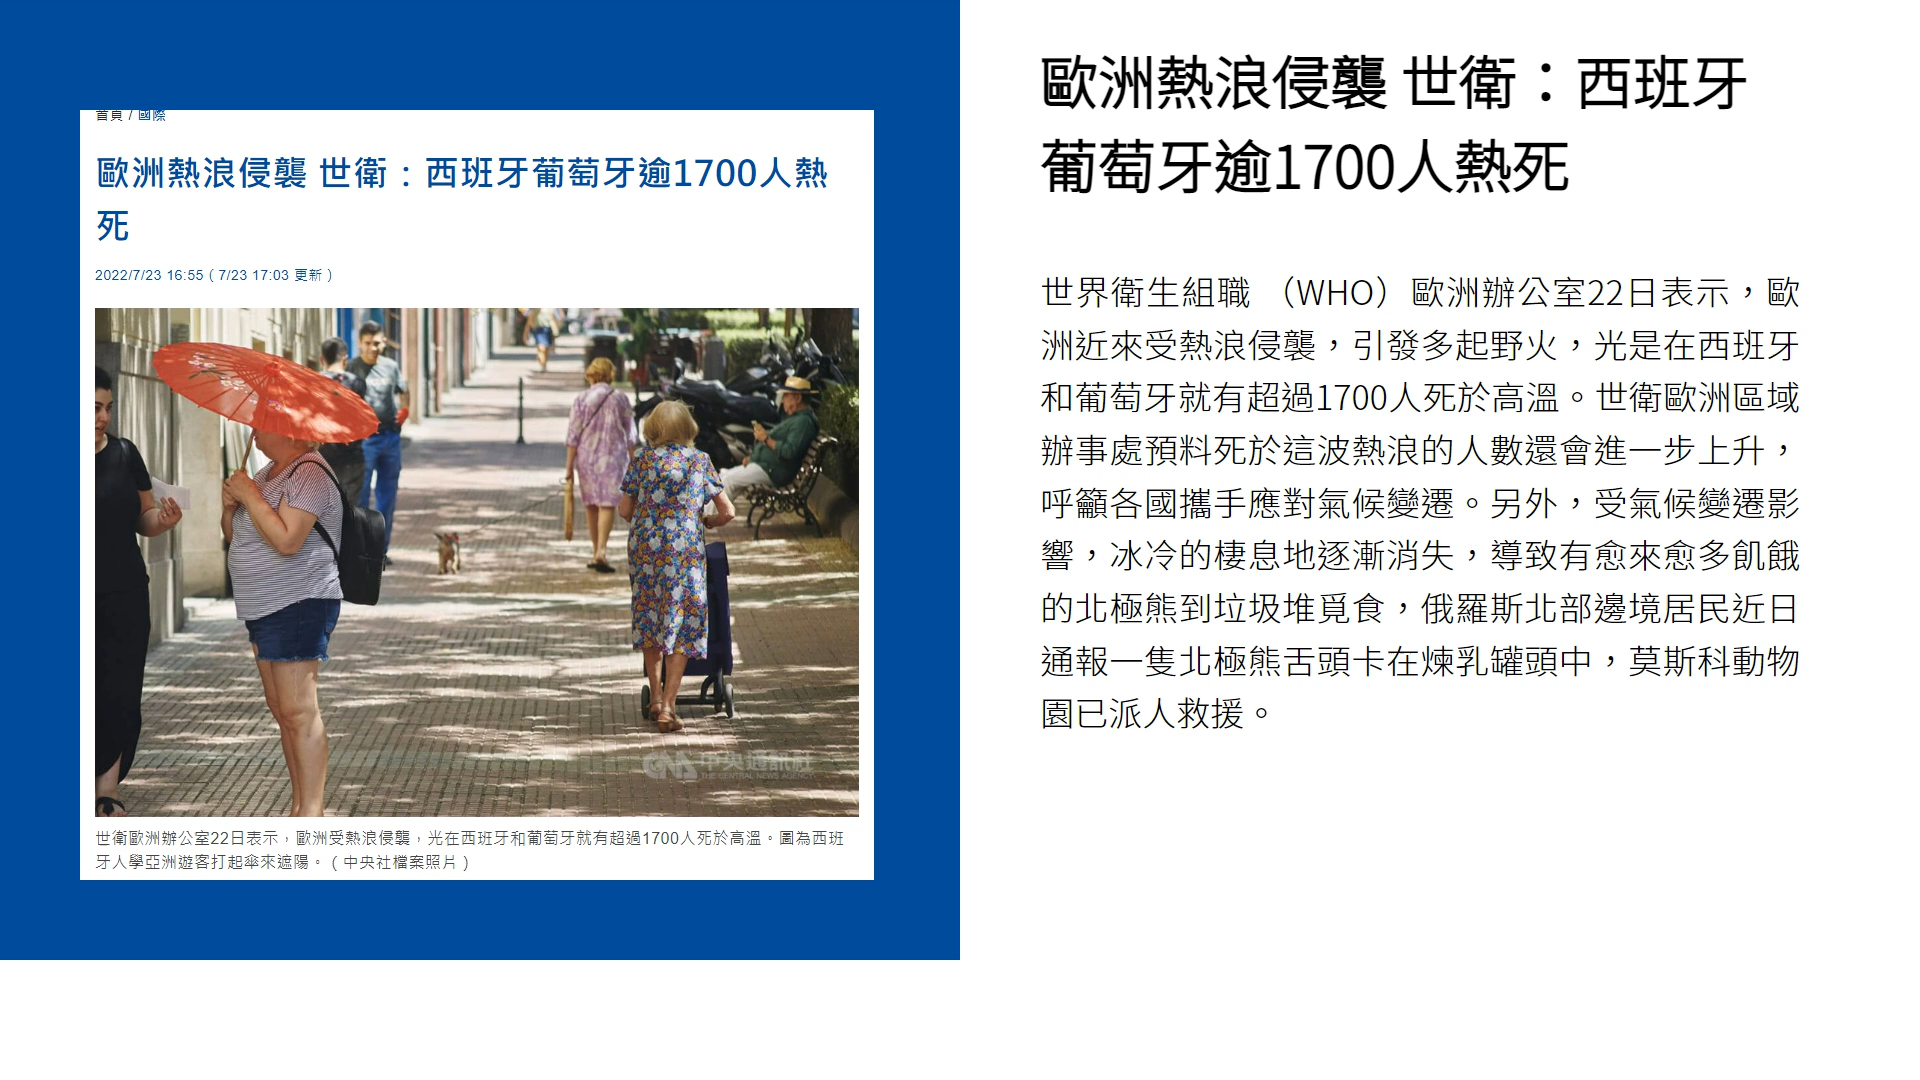 首頁 / 國際
歐洲熱浪侵襲 世衛：西班牙葡萄牙逾1700人熱
死
2022/7/23 16:55（7/23 17:03 更新）
CNA 中央通訊社
THE CENTRAL NEWS AGENCY
世衛歐洲辦公室22日表示，歐洲受熱浪侵襲，光在西班牙和葡萄牙就有超過1700人死於高溫。圖為西班
牙人學亞洲遊客打起傘來遮陽。（中央社檔案照片）
歐洲熱浪侵襲 世衛：西班牙
葡萄牙逾1700人熱死
世界衛生組職 （WHO）歐洲辦公室22日表示，歐
洲近來受熱浪侵襲，引發多起野火，光是在西班牙
和葡萄牙就有超過1700人死於高溫。世衛歐洲區域
辦事處預料死於這波熱浪的人數還會進一步上升，
呼籲各國攜手應對氣候變遷。另外，受氣候變遷影
響，冰冷的棲息地逐漸消失，導致有愈來愈多飢餓
的北極熊到垃圾堆覓食，俄羅斯北部邊境居民近日
通報一隻北極熊舌頭卡在煉乳罐頭中，莫斯科動物
園已派人救援。